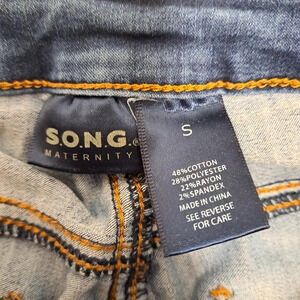 S.O.N.G.®
MATERNITY
S
48%COTTON
28%POLYESTER
22%RAYON
2%SPANDEX
MADE IN CHINA
SEE REVERSE
FOR CARE